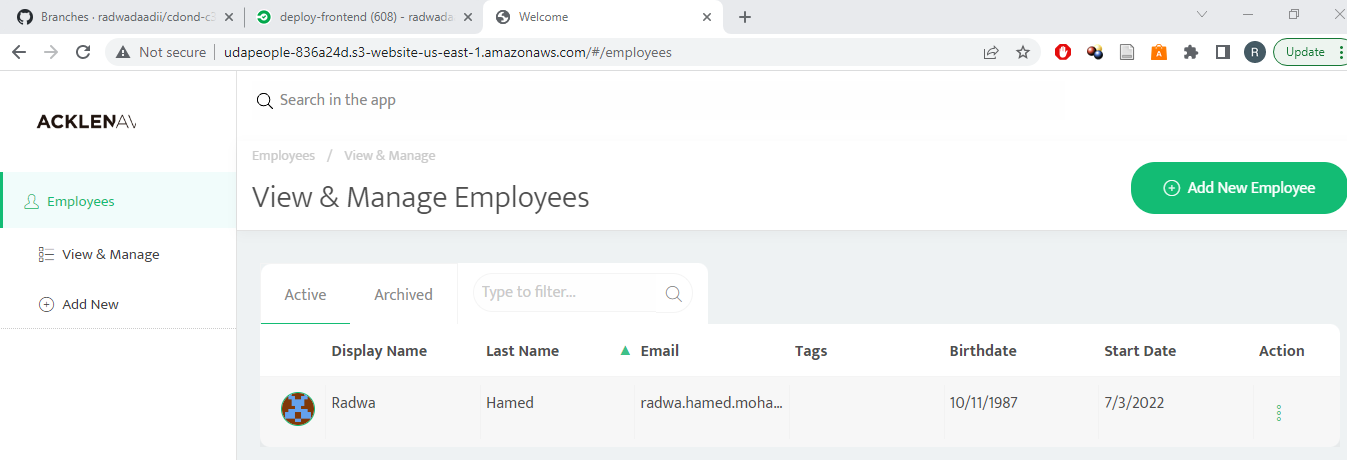 Branches · radwadaadii/cdond-c3
deploy-frontend (608) - radwada
Welcome
Not secure
udapeople-836a24d.s3-website-us-east-1.amazonaws.com/#/employees
R
Update
ACKLENAV
Search in the app
Employees / View & Manage
View & Manage Employees
Add New Employee
Employees
View & Manage
Add New
Active
Archived
Type to filter...
Display Name
Last Name
Email
Tags
Birthdate
Start Date
Action
Radwa
Hamed
radwa.hamed.moha...
10/11/1987
7/3/2022